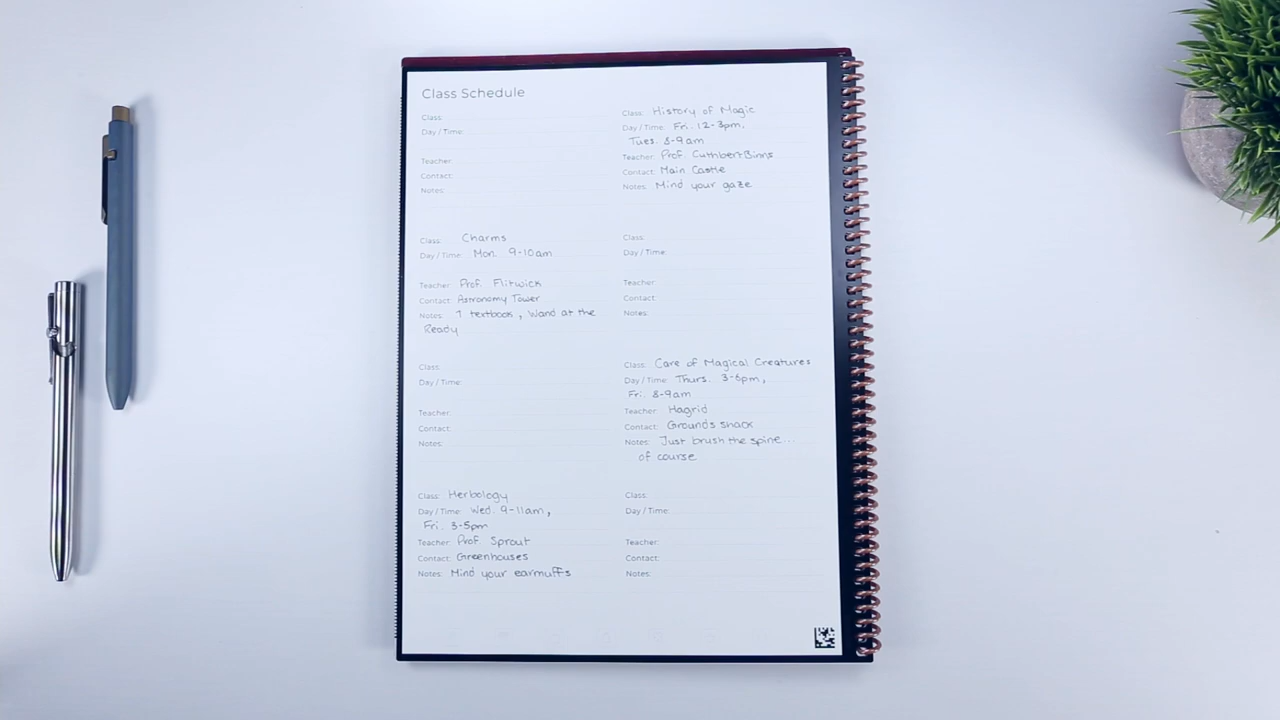 Class Schedule
Class:
Day / Time:
Teacher:
Contact:
Notes:
Class: Charms
Day / Time: Mon. 9-10am
Teacher: Prof. Flitwick
Contact: Astronomy Tower
Notes: 1 textbook, Wand at the
Ready
Class:
Day / Time:
Teacher:
Contact:
Notes:
Class: Herbology
Day / Time: Wed. 9-11am,
Fri. 3-5pm
Teacher: Prof. Sprout
Contact: Greenhouses
Notes: Mind your earmuffs
Class: History of Magic
Day / Time: Fri. 12-3pm,
Tues. 8-9am
Teacher: Prof. Cuthbert Binns
Contact: Main Castle
Notes: Mind your gaze
Class:
Day / Time:
Teacher:
Contact:
Notes:
Class: Care of Magical Creatures
Day / Time: Thurs. 3-6pm,
Fri. 8-9am
Teacher: Hagrid
Contact: Grounds shack
Notes: Just brush the spine...
of course
Class:
Day / Time:
Teacher:
Contact:
Notes: